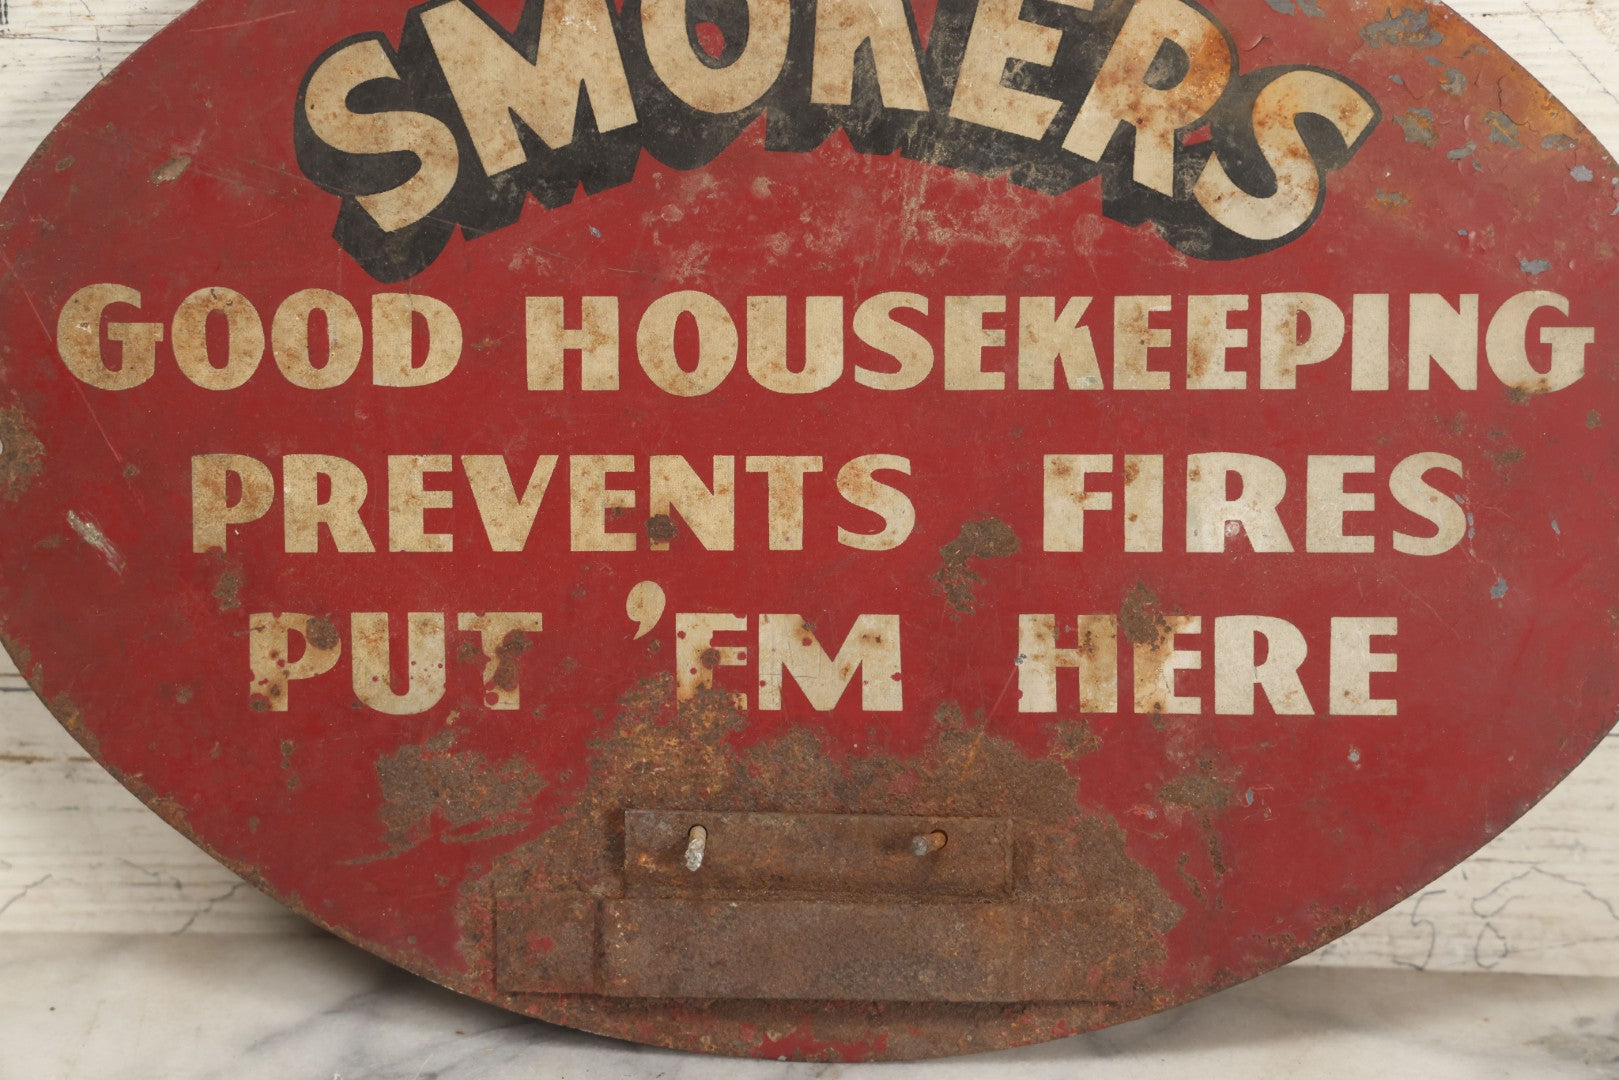 SMOKERS
GOOD HOUSEKEEPING
PREVENTS FIRES
PUT 'EM HERE